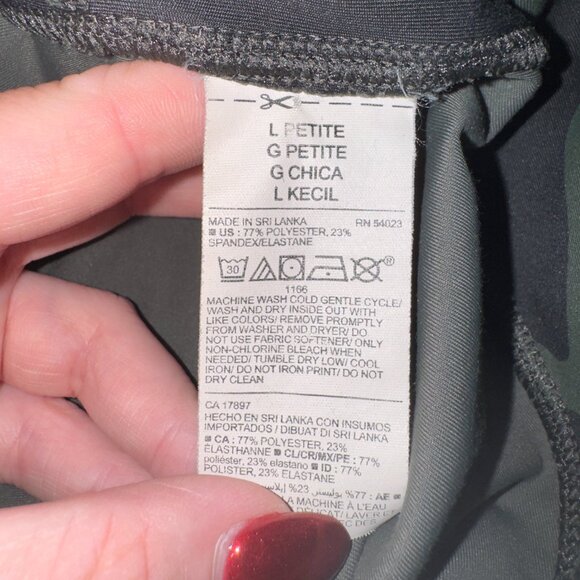 L PETITE
G PETITE
G CHICA
L KECIL
MADE IN SRI LANKA RN 54023
US : 77% POLYESTER, 23%
SPANDEX/ELASTANE
30
1166
MACHINE WASH COLD GENTLE CYCLE/
WASH AND DRY INSIDE OUT WITH
LIKE COLORS/ REMOVE PROMPTLY
FROM WASHER AND DRYER/ DO
NOT USE FABRIC SOFTENER/ ONLY
NON-CHLORINE BLEACH WHEN
NEEDED/ TUMBLE DRY LOW/ COOL
IRON/ DO NOT IRON PRINT/ DO NOT
DRY CLEAN
CA 17897
HECHO EN SRI LANKA CON INSUMOS
IMPORTADOS / DIBUAT DI SRI LANKA
CA : 77% POLYESTER, 23%
ELASTHANNE CL/CR/MX/PE : 77%
poliéster, 23% elastano ID : 77%
POLISTER, 23% ELASTANE
AE : 77% بوليستر, 23%
A MACHINE À L'EAU
DELICAT/ LAVER ET